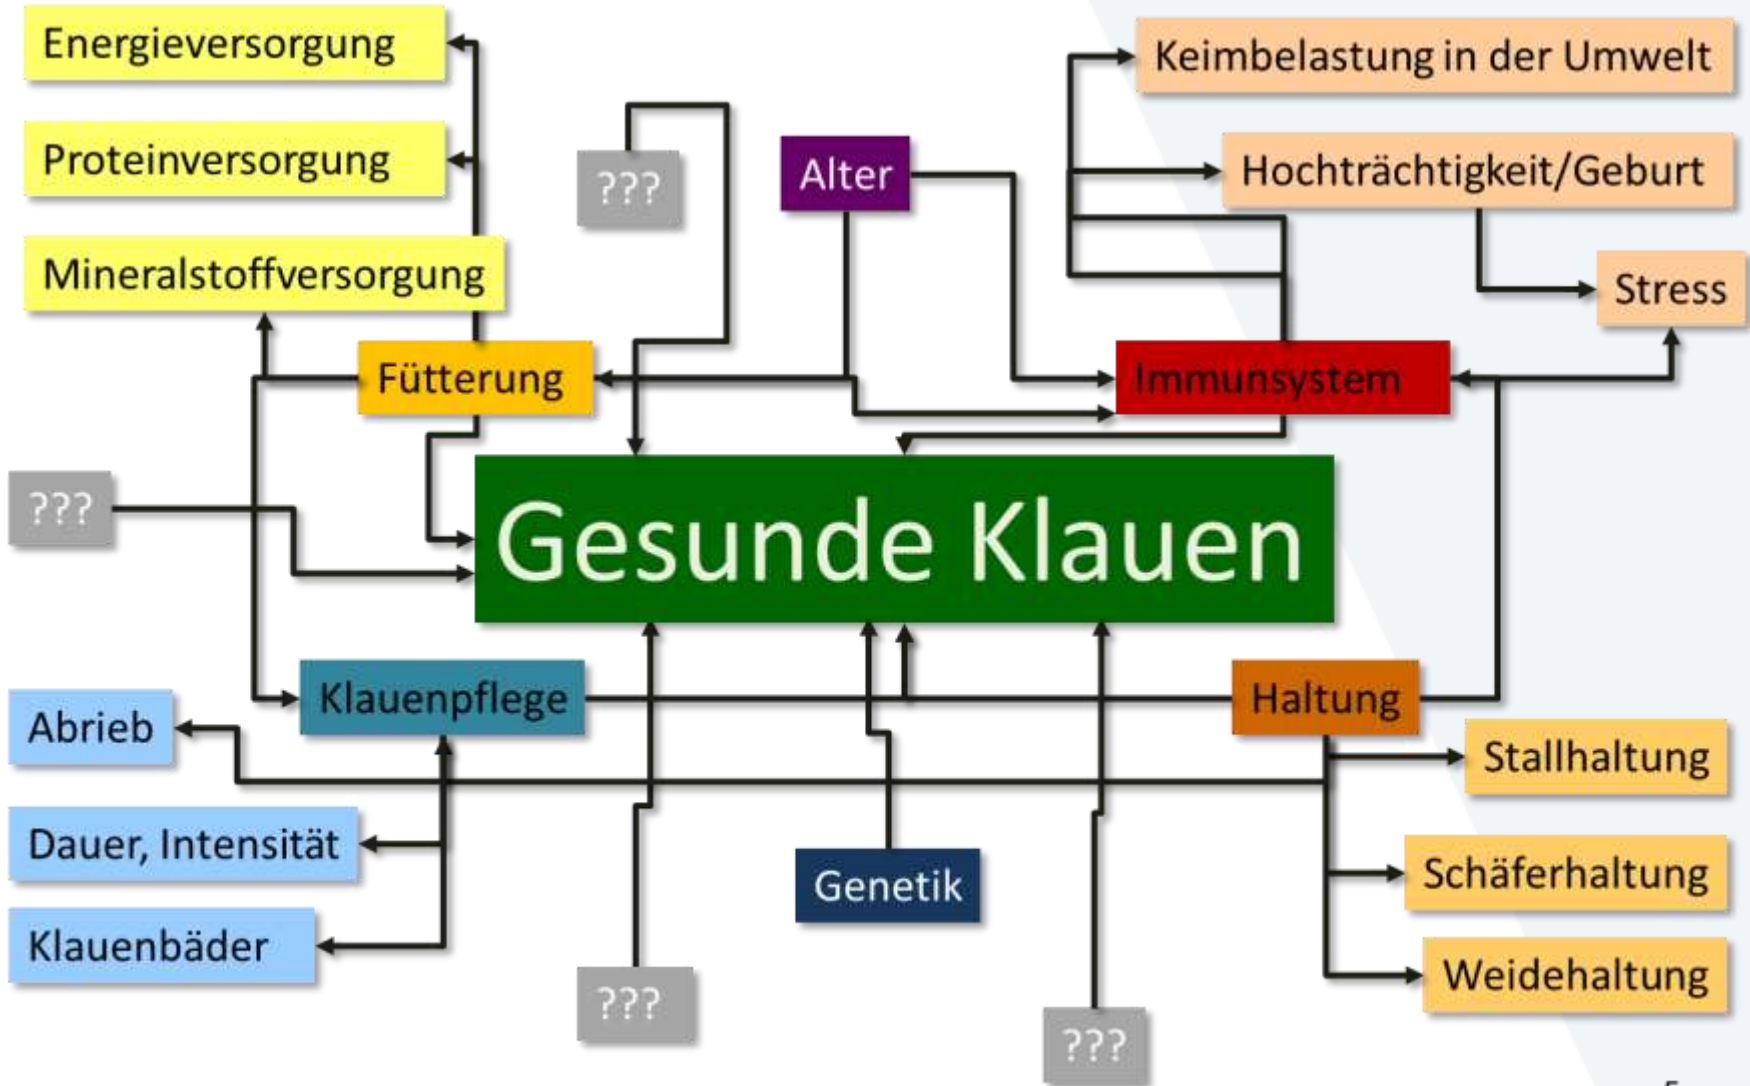 Energieversorgung
Keimbelastung in der Umwelt
Proteinversorgung
???
Alter
Hochträchtigkeit/Geburt
Mineralstoffversorgung
Stress
Fütterung
Immunsystem
???
Gesunde Klauen
Klauenpflege
Haltung
Abrieb
Stallhaltung
Dauer, Intensität
Genetik
Schäferhaltung
Klauenbäder
Weidehaltung
???
???